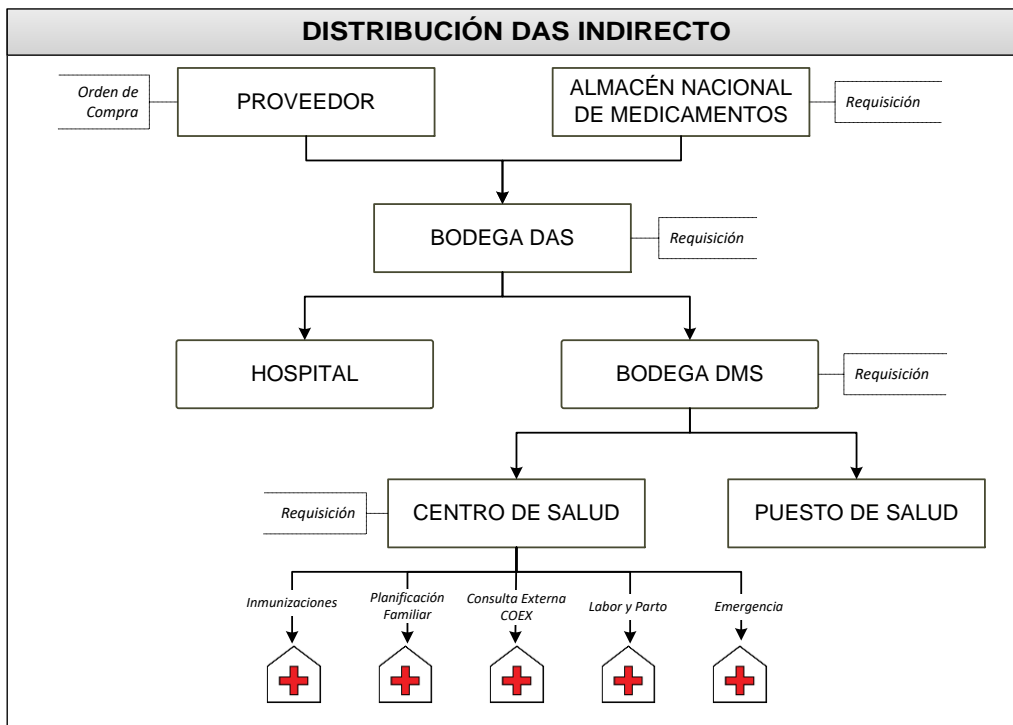 DISTRIBUCIÓN DAS INDIRECTO
Orden de
Compra
PROVEEDOR
ALMACÉN NACIONAL
DE MEDICAMENTOS
Requisición
BODEGA DAS
Requisición
HOSPITAL
BODEGA DMS
Requisición
Requisición
CENTRO DE SALUD
PUESTO DE SALUD
Inmunizaciones
Planificación
Familiar
Consulta Externa
COEX
Labor y Parto
Emergencia